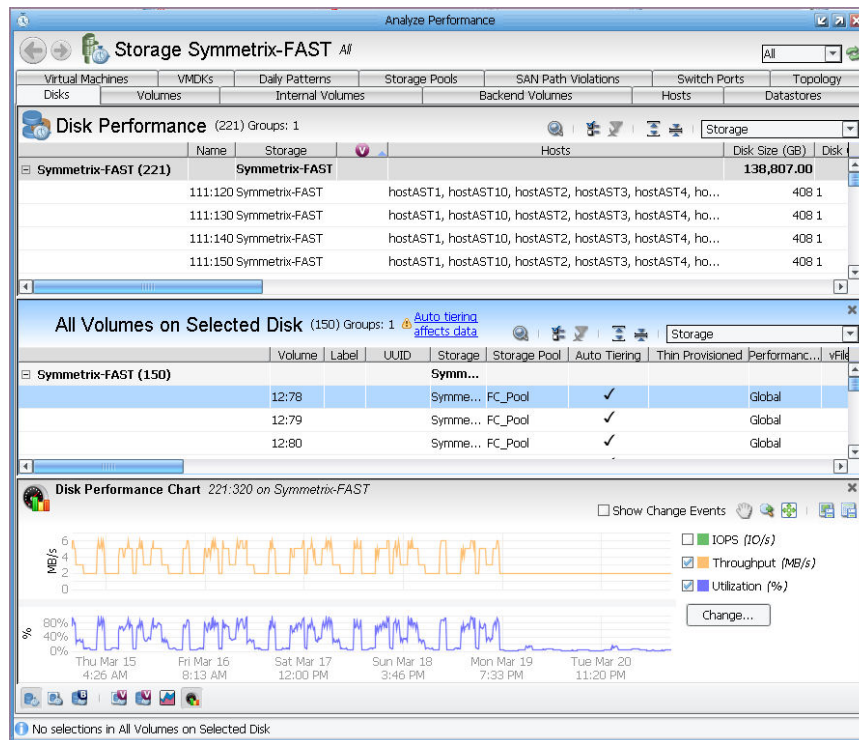 Analyze Performance
Storage Symmetrix-FAST All
All
Virtual Machines VMDKs Daily Patterns Storage Pools SAN Path Violations Switch Ports Topology
Disks Volumes Internal Volumes Backend Volumes Hosts Datastores
Disk Performance (221) Groups: 1
Storage
Name Storage V Hosts Disk Size (GB) Disk
Symmetrix-FAST (221) Symmetrix-FAST 138,807.00
111:120 Symmetrix-FAST hostAST1, hostAST10, hostAST2, hostAST3, hostAST4, ho... 408 1
111:130 Symmetrix-FAST hostAST1, hostAST10, hostAST2, hostAST3, hostAST4, ho... 408 1
111:140 Symmetrix-FAST hostAST1, hostAST10, hostAST2, hostAST3, hostAST4, ho... 408 1
111:150 Symmetrix-FAST hostAST1, hostAST10, hostAST2, hostAST3, hostAST4, ho... 408 1
All Volumes on Selected Disk (150) Groups: 1 Auto tiering
affects data
Storage
Volume Label UUID Storage Storage Pool Auto Tiering Thin Provisioned Performanc... vFile
Symmetrix-FAST (150) Symm...
12:78 Symme... FC_Pool ✓ Global
12:79 Symme... FC_Pool ✓ Global
12:80 Symme... FC_Pool ✓ Global
Disk Performance Chart 221:320 on Symmetrix-FAST
Show Change Events
IOPS (IO/s)
Throughput (MB/s)
Utilization (%)
Change...
MB/s
6
4
2
0
%
80%
40%
0%
Thu Mar 15 Fri Mar 16 Sat Mar 17 Sun Mar 18 Mon Mar 19 Tue Mar 20
4:26 AM 8:13 AM 12:00 PM 3:46 PM 7:33 PM 11:20 PM
No selections in All Volumes on Selected Disk